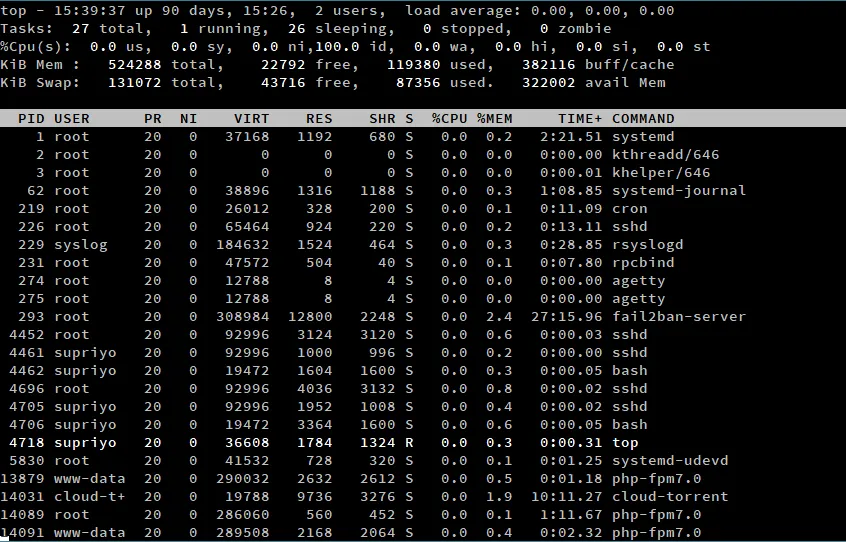 top - 15:39:37 up 90 days, 15:26,  2 users,  load average: 0.00, 0.00, 0.00
Tasks:  27 total,   1 running,  26 sleeping,   0 stopped,   0 zombie
%Cpu(s):  0.0 us,  0.0 sy,  0.0 ni,100.0 id,  0.0 wa,  0.0 hi,  0.0 si,  0.0 st
KiB Mem :   524288 total,    22792 free,   119380 used,   382116 buff/cache
KiB Swap:   131072 total,    43716 free,    87356 used.   322002 avail Mem
PID USER      PR  NI    VIRT    RES    SHR S  %CPU %MEM     TIME+ COMMAND
1 root      20   0   37168   1192    680 S   0.0  0.2   2:21.51 systemd
2 root      20   0       0      0      0 S   0.0  0.0   0:00.00 kthreadd/646
3 root      20   0       0      0      0 S   0.0  0.0   0:00.01 khelper/646
62 root      20   0   38896   1316   1188 S   0.0  0.3   1:08.85 systemd-journal
219 root      20   0   26012    328    200 S   0.0  0.1   0:11.09 cron
226 root      20   0   65464    924    220 S   0.0  0.2   0:13.11 sshd
229 syslog    20   0  184632   1524    464 S   0.0  0.3   0:28.85 rsyslogd
231 root      20   0   47572    504     40 S   0.0  0.1   0:07.80 rpcbind
274 root      20   0   12788      8      4 S   0.0  0.0   0:00.00 agetty
275 root      20   0   12788      8      4 S   0.0  0.0   0:00.00 agetty
293 root      20   0  308984  12800   2248 S   0.0  2.4  27:15.96 fail2ban-server
4452 root      20   0   92996   3124   3120 S   0.0  0.6   0:00.03 sshd
4461 supriyo   20   0   92996   1000    996 S   0.0  0.2   0:00.00 sshd
4462 supriyo   20   0   19472   1604   1600 S   0.0  0.3   0:00.05 bash
4696 root      20   0   92996   4036   3132 S   0.0  0.8   0:00.02 sshd
4705 supriyo   20   0   92996   1952   1008 S   0.0  0.4   0:00.02 sshd
4706 supriyo   20   0   19472   3364   1600 S   0.0  0.6   0:00.05 bash
4718 supriyo   20   0   36608   1784   1324 R   0.0  0.3   0:00.31 top
5830 root      20   0   41532    728    320 S   0.0  0.1   0:01.25 systemd-udevd
13879 www-data  20   0  290032   2632   2612 S   0.0  0.5   0:01.18 php-fpm7.0
14031 cloud-t+  20   0   19788   9736   3276 S   0.0  1.9  10:11.27 cloud-torrent
14089 root      20   0  286060    560    452 S   0.0  0.1   1:11.67 php-fpm7.0
14091 www-data  20   0  289508   2168   2064 S   0.0  0.4   0:02.32 php-fpm7.0